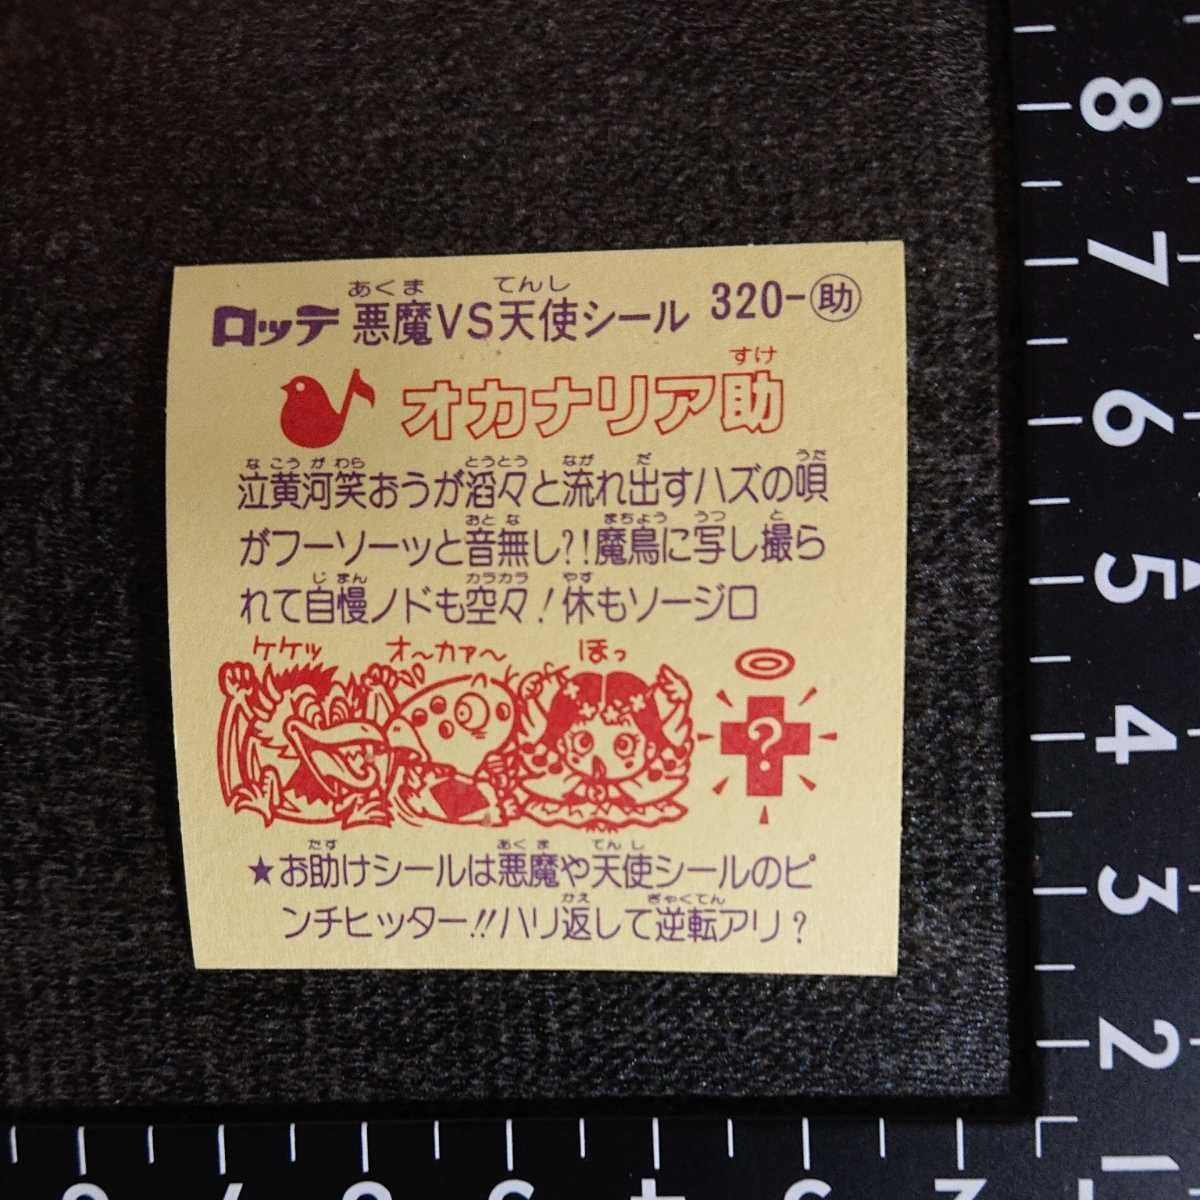 あくま てんし
ロッテ 悪魔VS天使シール 320-助
すけ
オカナリア助
なこうがわら とうとう なが だ うた
泣黄河笑おうが滔々と流れ出すハズの唄
おとな まちょう うつ と
がフーソーッと音無し?!魔鳥に写し撮ら
じまん カラカラ やす
れて自慢ノドも空々!休もソージロ
ケケッ オ〜カァ〜 ほっ
?
たす あくま てんし
★お助けシールは悪魔や天使シールのピ
かえ ぎゃくてん
ンチヒッター!!ハリ返して逆転アリ?
8
7
6
5
4
3
2
1